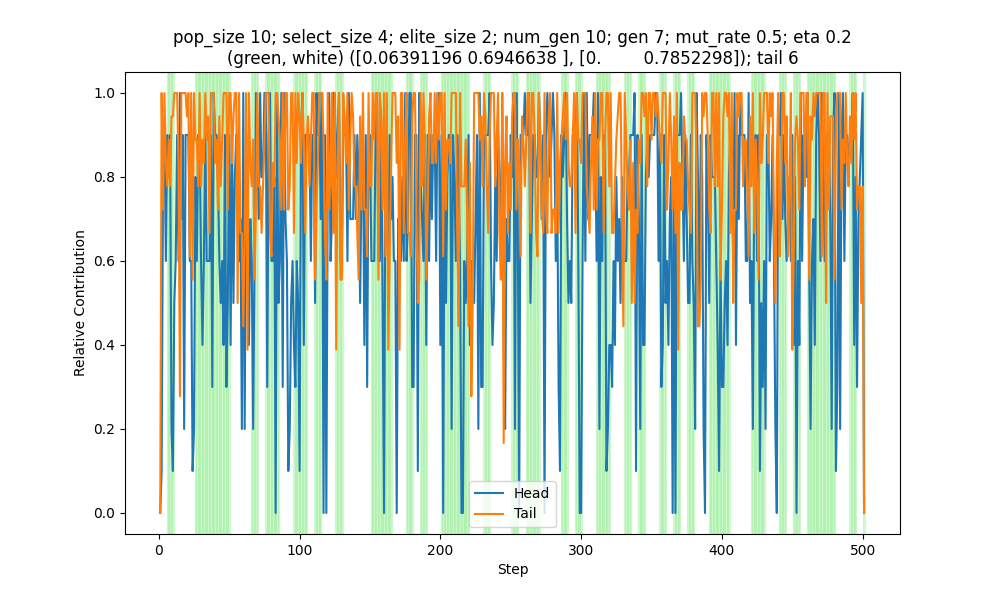 pop_size 10; select_size 4; elite_size 2; num_gen 10; gen 7; mut_rate 0.5; eta 0.2
(green, white) ([0.06391196 0.6946638 ], [0.         0.7852298]); tail 6
1.0
0.8
0.6
0.4
0.2
0.0
Relative Contribution
Head
Tail
0
100
200
300
400
500
Step